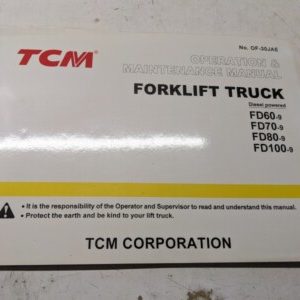 No. OF-30JAE
TCM
OPERATION &
MAINTENANCE MANUAL
FORKLIFT TRUCK
Diesel powered
FD60-9
FD70-9
FD80-9
FD100-9
• It is the responsibility of the Operator and Supervisor to read and understand this manual.
• Protect the earth and be kind to your lift truck.
TCM CORPORATION